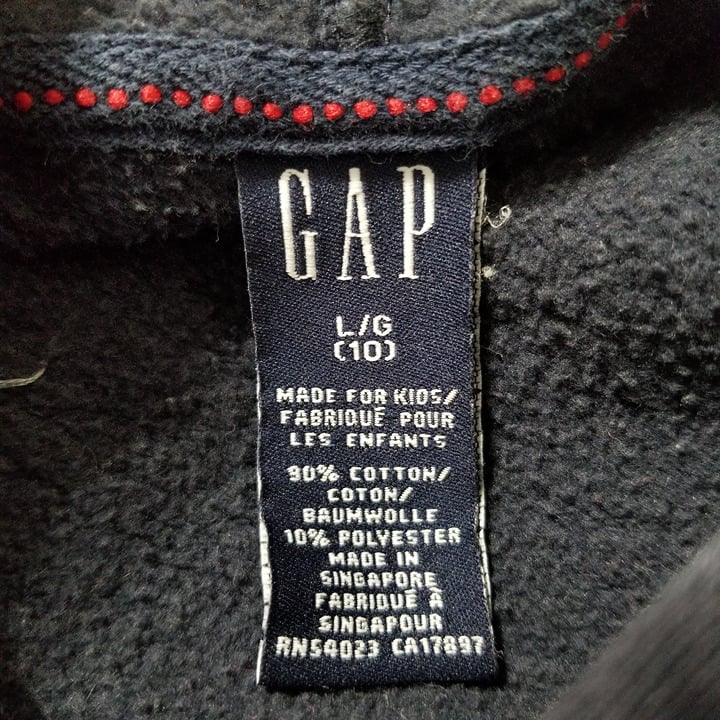 GAP
L/G
(10)
MADE FOR KIDS/
FABRIQUÉ POUR
LES ENFANTS
90% COTTON/
COTON/
BAUMWOLLE
10% POLYESTER
MADE IN
SINGAPORE
FABRIQUÉ À
SINGAPOUR
RN54023 CA17897